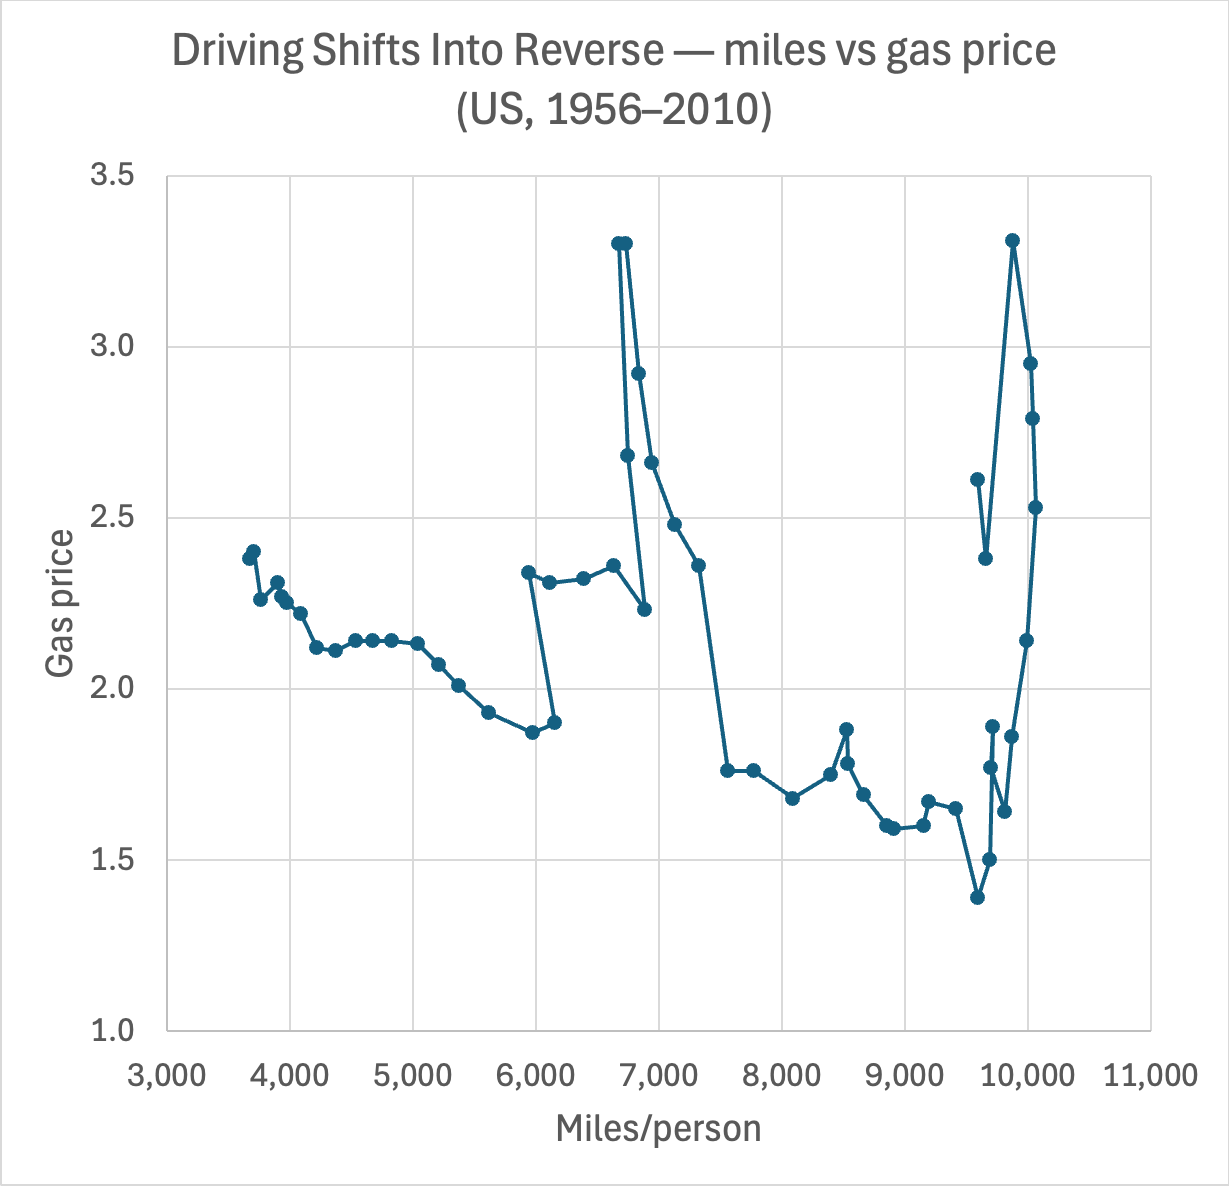 Driving Shifts Into Reverse — miles vs gas price
(US, 1956–2010)
3.5
3.0
2.5
2.0
1.5
1.0
Gas price
3,000 4,000 5,000 6,000 7,000 8,000 9,000 10,000 11,000
Miles/person